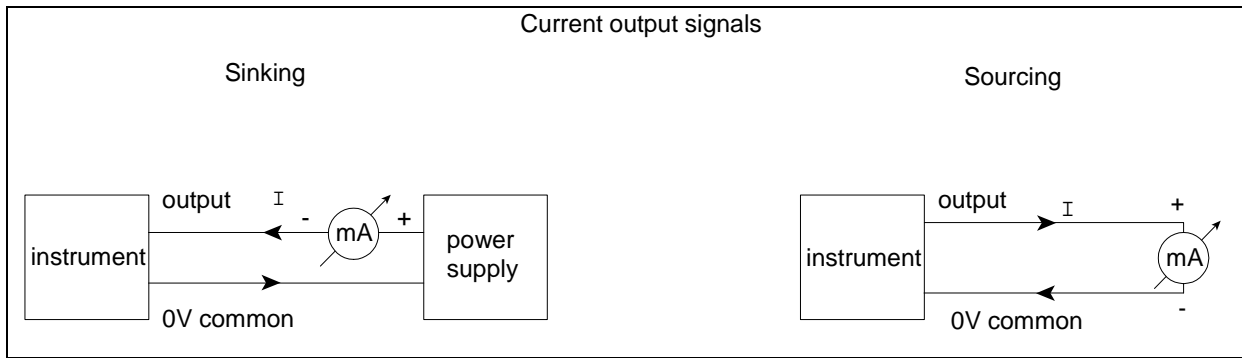 Current output signals
Sinking
Sourcing
output I - mA +
instrument
power
supply
0V common
output I +
instrument
mA
0V common -